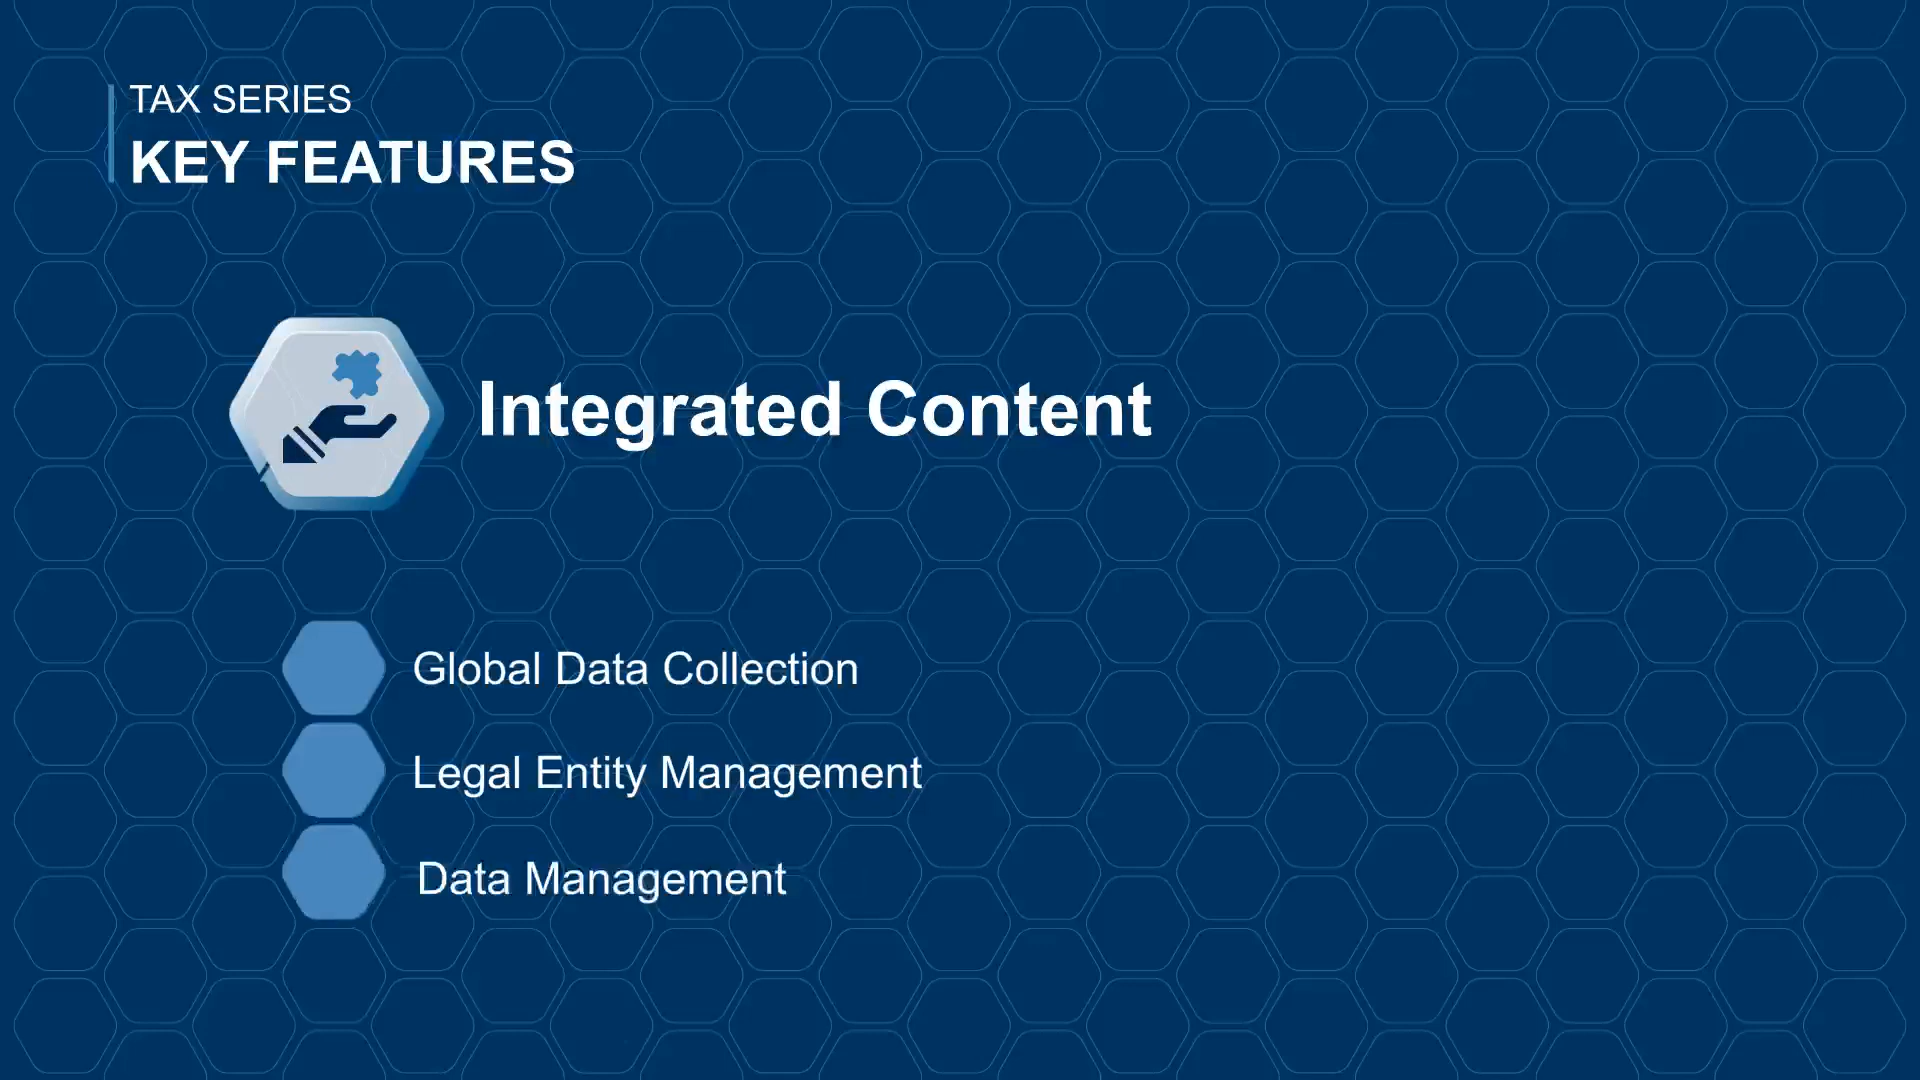 TAX SERIES
KEY FEATURES
Integrated Content
Global Data Collection
Legal Entity Management
Data Management